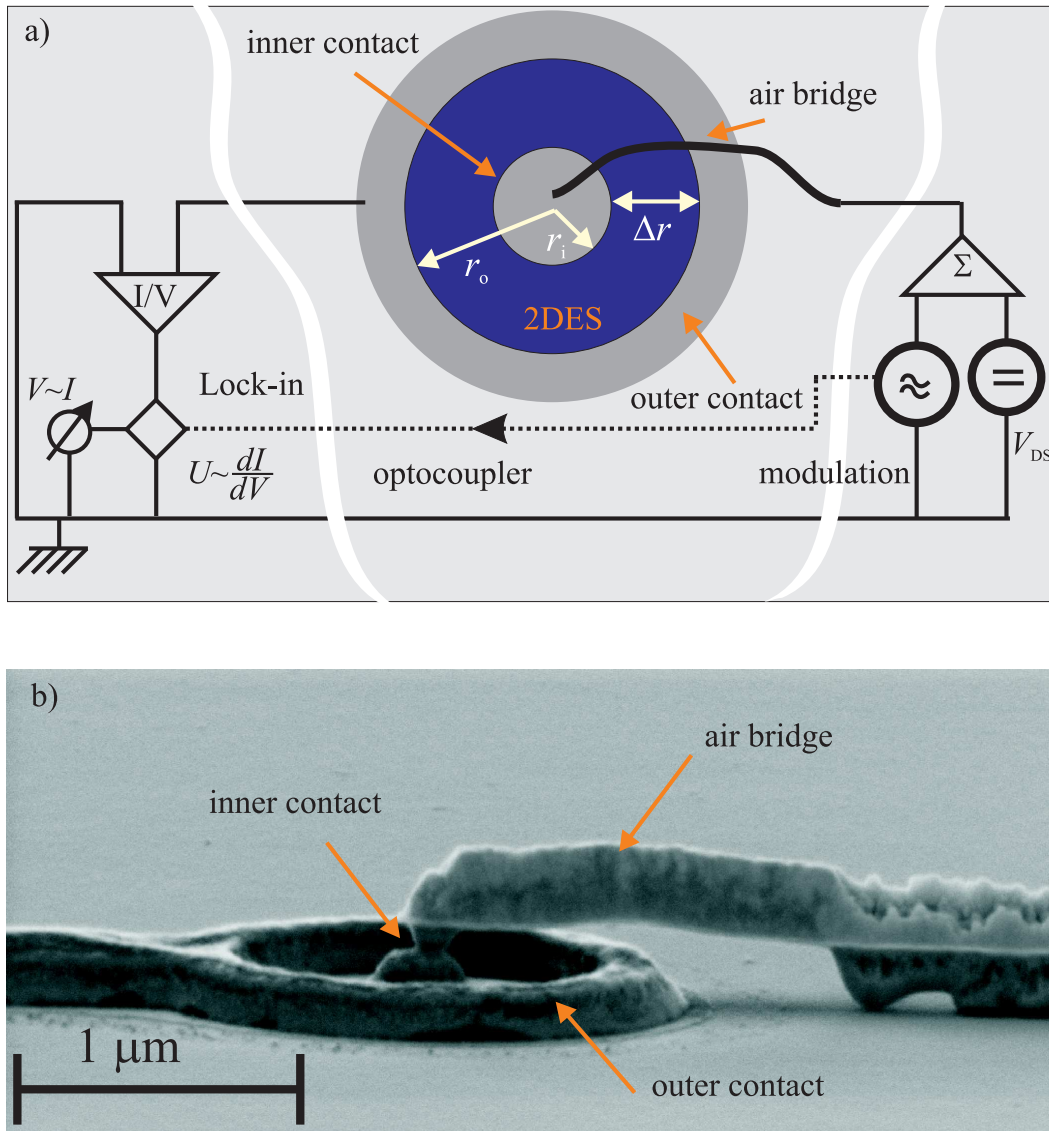 a)
inner contact
air bridge
Δr
r_i
r_o
I/V
Σ
2DES
V~I
Lock-in
outer contact
≈
=
V_DS
U~dI/dV
optocoupler
modulation
b)
air bridge
inner contact
1 μm
outer contact